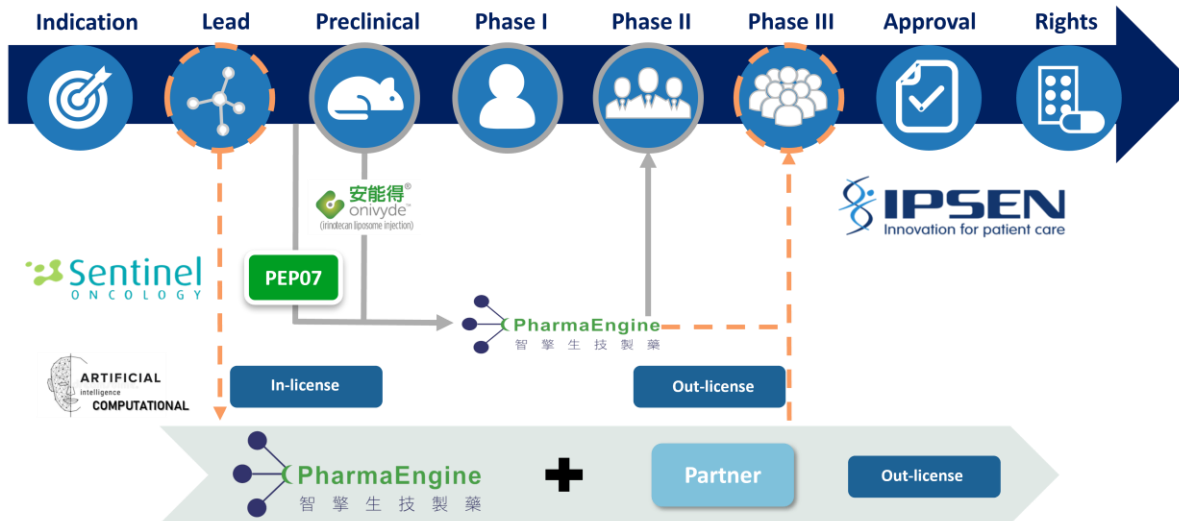 Indication
Lead
Preclinical
Phase I
Phase II
Phase III
Approval
Rights
安能得®
onivyde™
(irinotecan liposome injection)
IPSEN
Innovation for patient care
Sentinel
ONCOLOGY
PEP07
PharmaEngine
智擎生技製藥
ARTIFICIAL
intelligence
COMPUTATIONAL
In-license
Out-license
PharmaEngine
智擎生技製藥
Partner
Out-license